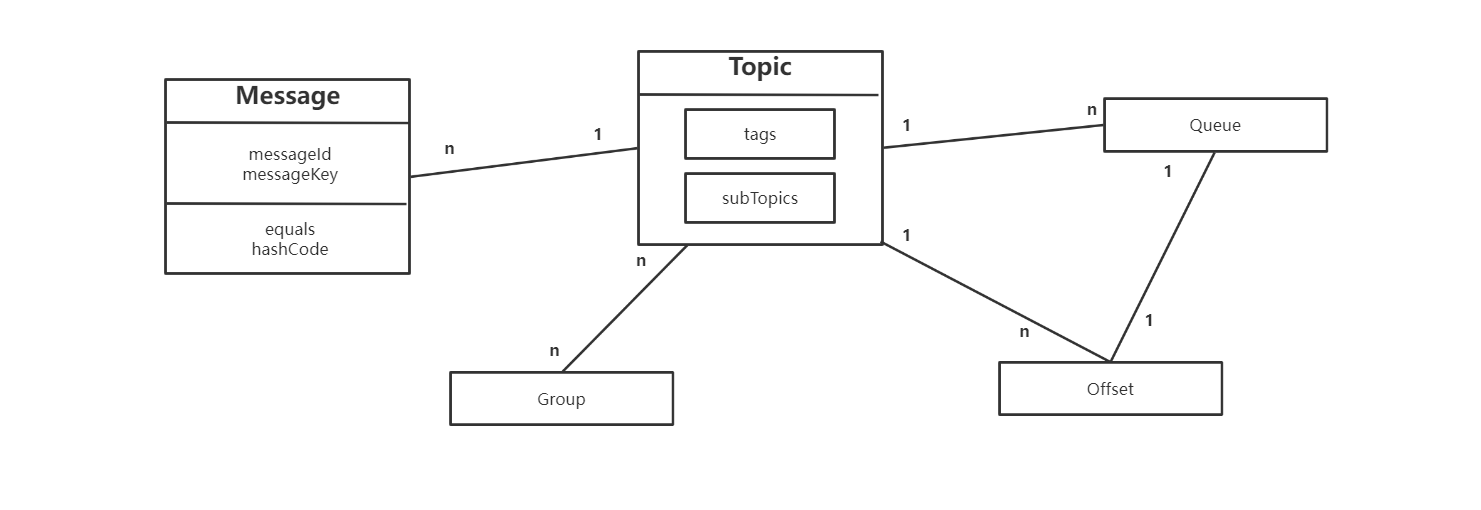 Message
messageId
messageKey
equals
hashCode
n
1
Topic
tags
subTopics
1
n
Queue
1
1
n
1
Offset
n
n
Group